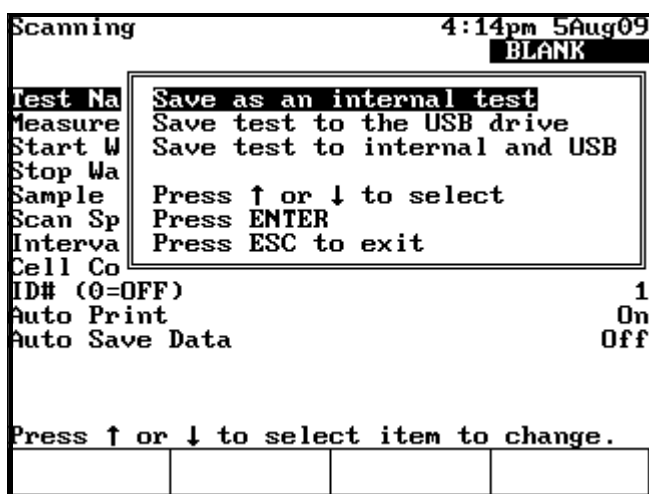 Scanning 4:14pm 5Aug09
BLANK
Test Na Save as an internal test
Measure Save test to the USB drive
Start W Save test to internal and USB
Stop Wa
Sample Press ↑ or ↓ to select
Scan Sp Press ENTER
Interva Press ESC to exit
Cell Co
ID# (0=OFF) 1
Auto Print On
Auto Save Data Off
Press ↑ or ↓ to select item to change.